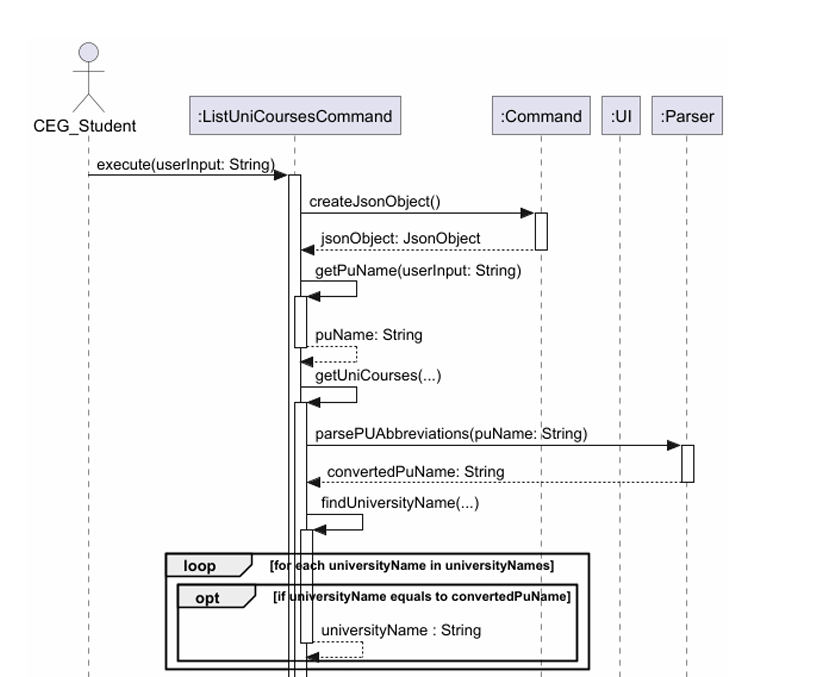 CEG_Student
:ListUniCoursesCommand
:Command
:UI
:Parser
execute(userInput: String)
createJsonObject()
jsonObject: JsonObject
getPuName(userInput: String)
puName: String
getUniCourses(...)
parsePUAbbreviations(puName: String)
convertedPuName: String
findUniversityName(...)
loop
[for each universityName in universityNames]
opt
[if universityName equals to convertedPuName]
universityName : String